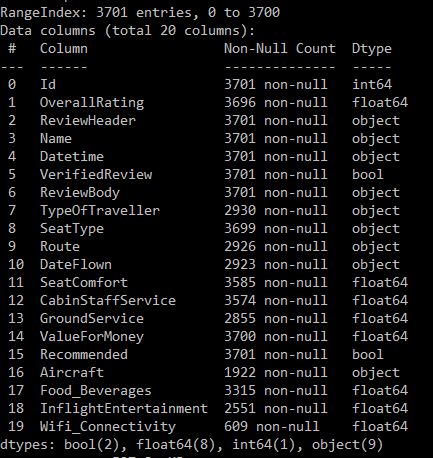 RangeIndex: 3701 entries, 0 to 3700
Data columns (total 20 columns):
 #   Column                 Non-Null Count  Dtype
---  ------                 --------------  -----
 0   Id                     3701 non-null   int64
 1   OverallRating          3696 non-null   float64
 2   ReviewHeader           3701 non-null   object
 3   Name                   3701 non-null   object
 4   Datetime               3701 non-null   object
 5   VerifiedReview         3701 non-null   bool
 6   ReviewBody             3701 non-null   object
 7   TypeOfTraveller        2930 non-null   object
 8   SeatType               3699 non-null   object
 9   Route                  2926 non-null   object
 10  DateFlown              2923 non-null   object
 11  SeatComfort            3585 non-null   float64
 12  CabinStaffService      3574 non-null   float64
 13  GroundService          2855 non-null   float64
 14  ValueForMoney          3700 non-null   float64
 15  Recommended            3701 non-null   bool
 16  Aircraft               1922 non-null   object
 17  Food_Beverages         3315 non-null   float64
 18  InflightEntertainment  2551 non-null   float64
 19  Wifi_Connectivity      609 non-null    float64
dtypes: bool(2), float64(8), int64(1), object(9)